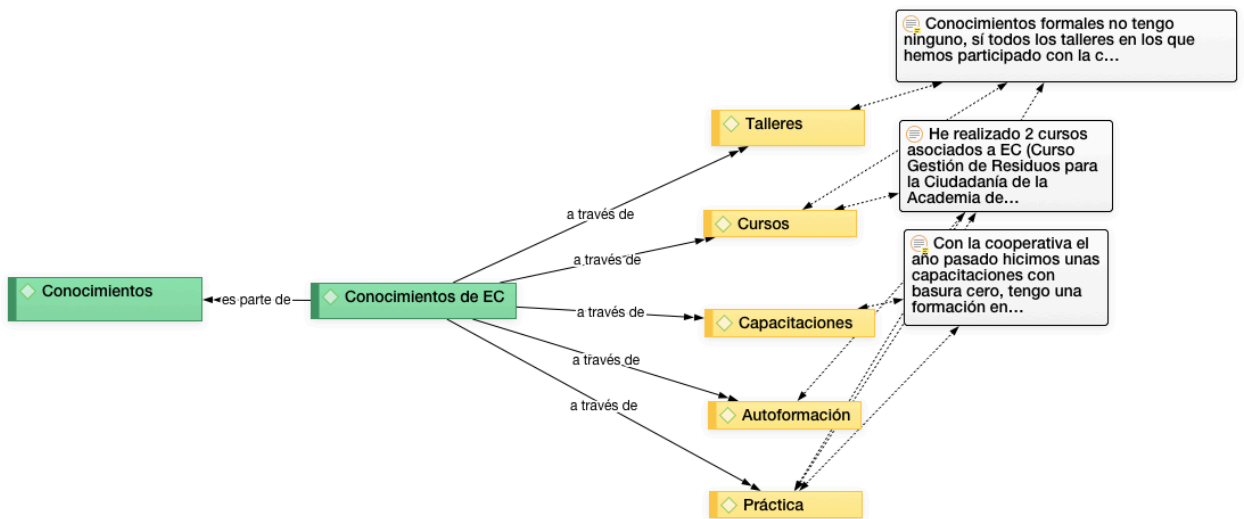 Conocimientos formales no tengo
ninguno, sí todos los talleres en los que
hemos participado con la c...
Talleres
He realizado 2 cursos
asociados a EC (Curso
Gestión de Residuos para
la Ciudadanía de la
Academia de...
a través de
Cursos
Con la cooperativa el
año pasado hicimos unas
capacitaciones con
basura cero, tengo una
formación en...
a través de
Conocimientos
es parte de
Conocimientos de EC
a través de
Capacitaciones
a través de
Autoformación
a través de
Práctica